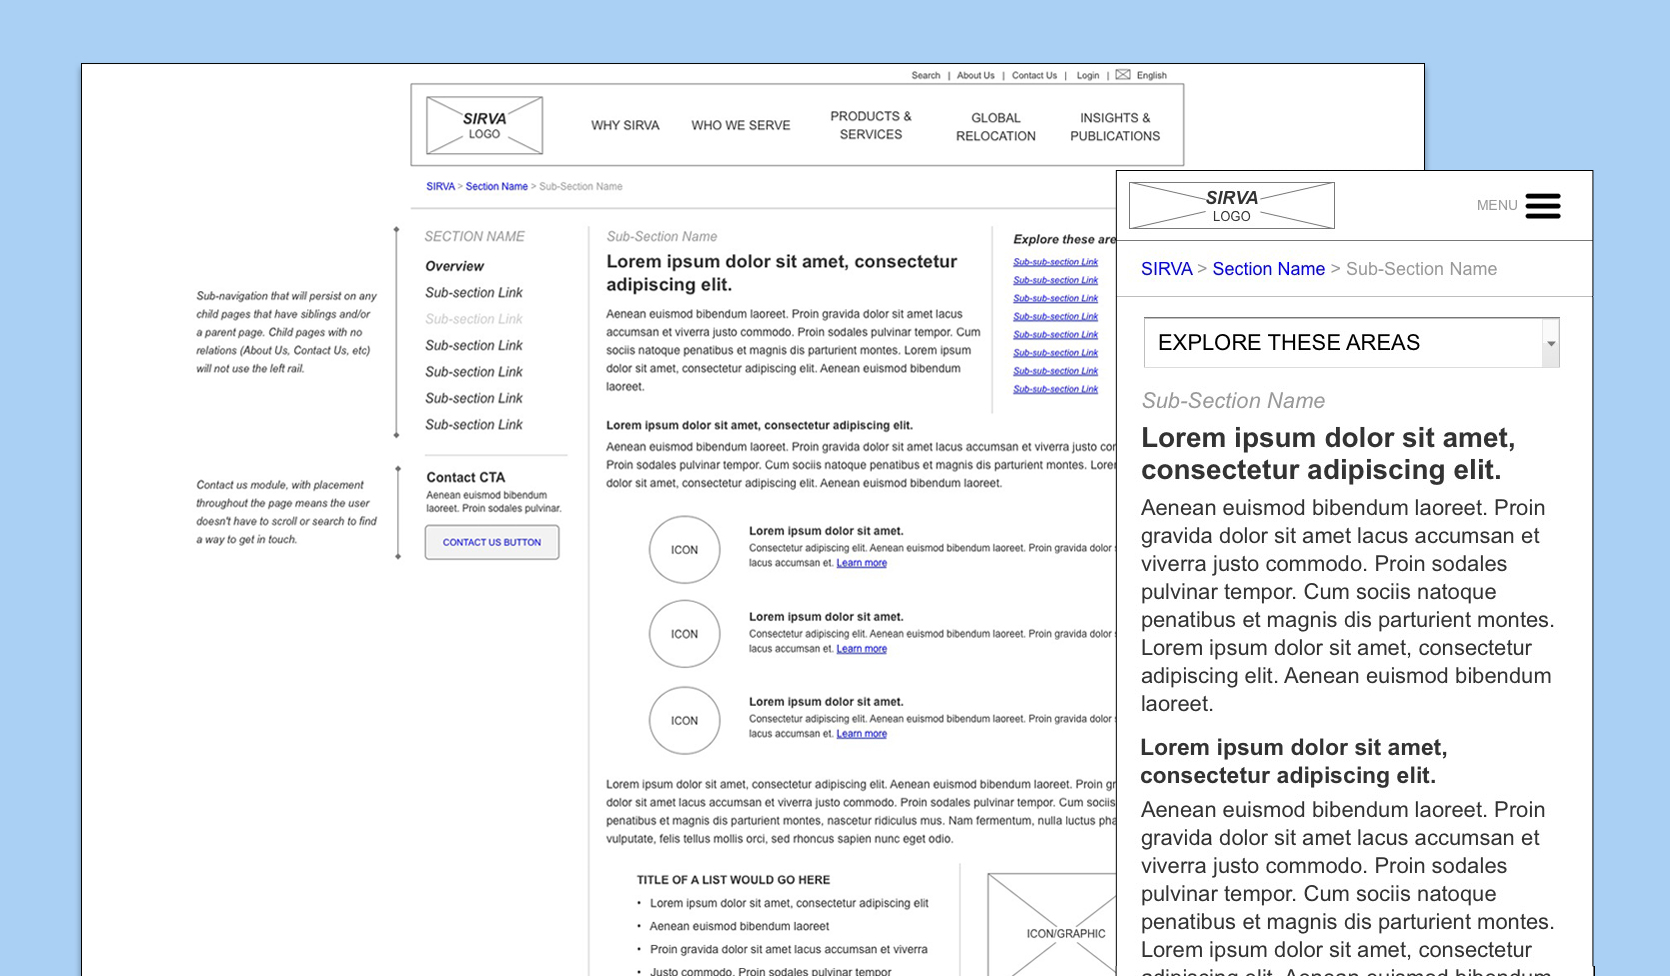 Search | About Us | Contact Us | Login | English
SIRVA
LOGO
WHY SIRVA
WHO WE SERVE
PRODUCTS &
SERVICES
GLOBAL
RELOCATION
INSIGHTS &
PUBLICATIONS
SIRVA > Section Name > Sub-Section Name
Sub-navigation that will persist on any
child pages that have siblings and/or
a parent page. Child pages with no
relations (About Us, Contact Us, etc)
will not use the left rail.
Contact us module, with placement
throughout the page means the user
doesn't have to scroll or search to find
a way to get in touch.
SECTION NAME
Overview
Sub-section Link
Sub-section Link
Sub-section Link
Sub-section Link
Sub-section Link
Sub-section Link
Contact CTA
Aenean euismod bibendum
laoreet. Proin sodales pulvinar.
CONTACT US BUTTON
Sub-Section Name
Lorem ipsum dolor sit amet, consectetur
adipiscing elit.
Aenean euismod bibendum laoreet. Proin gravida dolor sit amet lacus
accumsan et viverra justo commodo. Proin sodales pulvinar tempor. Cum
sociis natoque penatibus et magnis dis parturient montes. Lorem ipsum
dolor sit amet, consectetur adipiscing elit. Aenean euismod bibendum
laoreet.
Explore these are
Sub-sub-section Link
Sub-sub-section Link
Sub-sub-section Link
Sub-sub-section Link
Sub-sub-section Link
Sub-sub-section Link
Sub-sub-section Link
Sub-sub-section Link
Lorem ipsum dolor sit amet, consectetur adipiscing elit.
Aenean euismod bibendum laoreet. Proin gravida dolor sit amet lacus accumsan et viverra justo cor
Proin sodales pulvinar tempor. Cum sociis natoque penatibus et magnis dis parturient montes. Lore
dolor sit amet, consectetur adipiscing elit. Aenean euismod bibendum laoreet.
ICON
Lorem ipsum dolor sit amet.
Consectetur adipiscing elit. Aenean euismod bibendum laoreet. Proin gravida dolor
lacus accumsan et. Learn more
ICON
Lorem ipsum dolor sit amet.
Consectetur adipiscing elit. Aenean euismod bibendum laoreet. Proin gravida dolor
lacus accumsan et. Learn more
ICON
Lorem ipsum dolor sit amet.
Consectetur adipiscing elit. Aenean euismod bibendum laoreet. Proin gravida dolor
lacus accumsan et. Learn more
Lorem ipsum dolor sit amet, consectetur adipiscing elit. Aenean euismod bibendum laoreet. Proin gr
dolor sit amet lacus accumsan et viverra justo commodo. Proin sodales pulvinar tempor. Cum sociis
penatibus et magnis dis parturient montes, nascetur ridiculus mus. Nam fermentum, nulla luctus pha
vulputate, felis tellus mollis orci, sed rhoncus sapien nunc eget odio.
TITLE OF A LIST WOULD GO HERE
• Lorem ipsum dolor sit amet, consectetur adipiscing elit
• Aenean euismod bibendum laoreet
• Proin gravida dolor sit amet lacus accumsan et viverra
• Justo commodo. Proin sodales pulvinar tempor
ICON/GRAPHIC
SIRVA
LOGO
MENU
SIRVA > Section Name > Sub-Section Name
EXPLORE THESE AREAS
Sub-Section Name
Lorem ipsum dolor sit amet,
consectetur adipiscing elit.
Aenean euismod bibendum laoreet. Proin
gravida dolor sit amet lacus accumsan et
viverra justo commodo. Proin sodales
pulvinar tempor. Cum sociis natoque
penatibus et magnis dis parturient montes.
Lorem ipsum dolor sit amet, consectetur
adipiscing elit. Aenean euismod bibendum
laoreet.
Lorem ipsum dolor sit amet,
consectetur adipiscing elit.
Aenean euismod bibendum laoreet. Proin
gravida dolor sit amet lacus accumsan et
viverra justo commodo. Proin sodales
pulvinar tempor. Cum sociis natoque
penatibus et magnis dis parturient montes.
Lorem ipsum dolor sit amet, consectetur
adipiscing elit. Aenean euismod bibendum